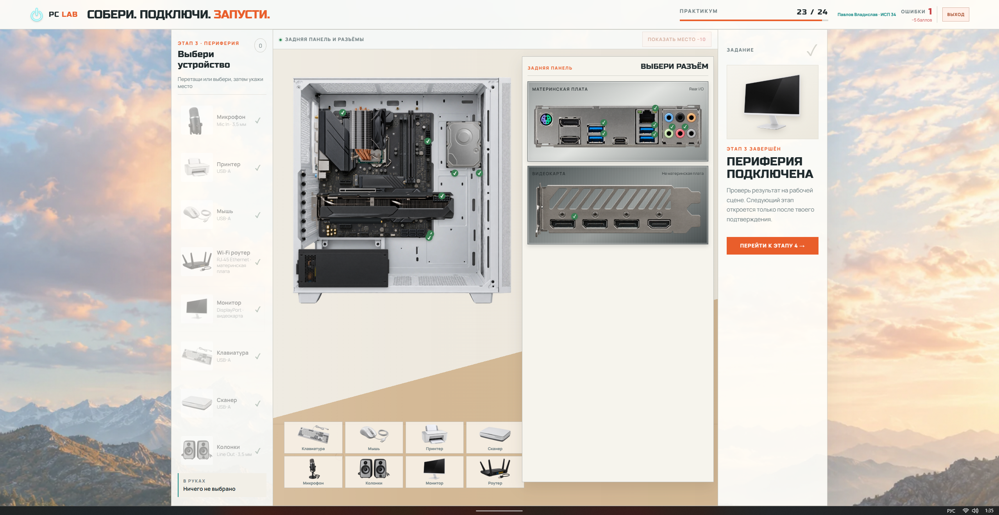 PC LAB
СОБЕРИ. ПОДКЛЮЧИ. ЗАПУСТИ.
ПРАКТИКУМ
23 / 24
Павлов Владислав · ИСП 34
ОШИБКИ 1
−5 баллов
ВЫХОД
ЭТАП 3 · ПЕРИФЕРИЯ
0
Выбери
устройство
Перетащи или выбери, затем укажи
место
Микрофон
Mic In · 3,5 мм
Принтер
USB-A
Мышь
USB-A
Wi-Fi роутер
RJ-45 Ethernet ·
материнская
плата
Монитор
DisplayPort ·
видеокарта
Клавиатура
USB-A
Сканер
USB-A
Колонки
Line Out · 3,5 мм
В РУКАХ
Ничего не выбрано
ЗАДНЯЯ ПАНЕЛЬ И РАЗЪЁМЫ
ПОКАЗАТЬ МЕСТО −10
ЗАДНЯЯ ПАНЕЛЬ
ВЫБЕРИ РАЗЪЁМ
МАТЕРИНСКАЯ ПЛАТА
Rear I/O
ВИДЕОКАРТА
Не материнская плата
Клавиатура
Мышь
Принтер
Сканер
Микрофон
Колонки
Монитор
Роутер
ЗАДАНИЕ
ЭТАП 3 ЗАВЕРШЁН
ПЕРИФЕРИЯ
ПОДКЛЮЧЕНА
Проверь результат на рабочей
сцене. Следующий этап
откроется только после твоего
подтверждения.
ПЕРЕЙТИ К ЭТАПУ 4 →
РУС
1:35